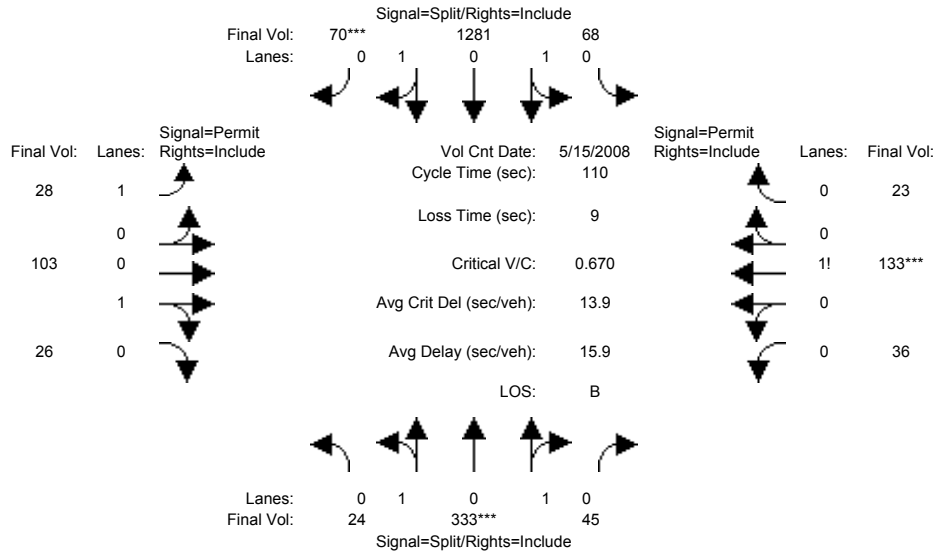 Signal=Split/Rights=Include
Final Vol: 70*** 1281 68
Lanes: 0 1 0 1 0
Signal=Permit Signal=Permit
Final Vol: Lanes: Rights=Include Vol Cnt Date: 5/15/2008 Rights=Include Lanes: Final Vol:
Cycle Time (sec): 110
28 1 0 23
Loss Time (sec): 9
0 0
103 0 Critical V/C: 0.670 1! 133***
1 Avg Crit Del (sec/veh): 13.9 0
26 0 Avg Delay (sec/veh): 15.9 0 36
LOS: B
Lanes: 0 1 0 1 0
Final Vol: 24 333*** 45
Signal=Split/Rights=Include